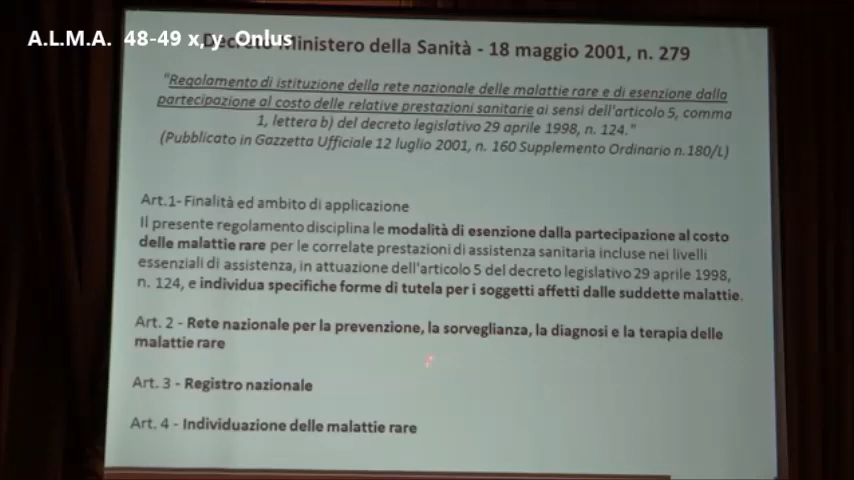 A.L.M.A. 48-49 x, y Onlus
Decreto Ministero della Sanità - 18 maggio 2001, n. 279
"Regolamento di istituzione della rete nazionale delle malattie rare e di esenzione dalla
partecipazione al costo delle relative prestazioni sanitarie ai sensi dell'articolo 5, comma
1, lettera b) del decreto legislativo 29 aprile 1998, n. 124."
(Pubblicato in Gazzetta Ufficiale 12 luglio 2001, n. 160 Supplemento Ordinario n.180/L)
Art.1- Finalità ed ambito di applicazione
Il presente regolamento disciplina le modalità di esenzione dalla partecipazione al costo
delle malattie rare per le correlate prestazioni di assistenza sanitaria incluse nei livelli
essenziali di assistenza, in attuazione dell'articolo 5 del decreto legislativo 29 aprile 1998,
n. 124, e individua specifiche forme di tutela per i soggetti affetti dalle suddette malattie.
Art. 2 - Rete nazionale per la prevenzione, la sorveglianza, la diagnosi e la terapia delle
malattie rare
Art. 3 - Registro nazionale
Art. 4 - Individuazione delle malattie rare